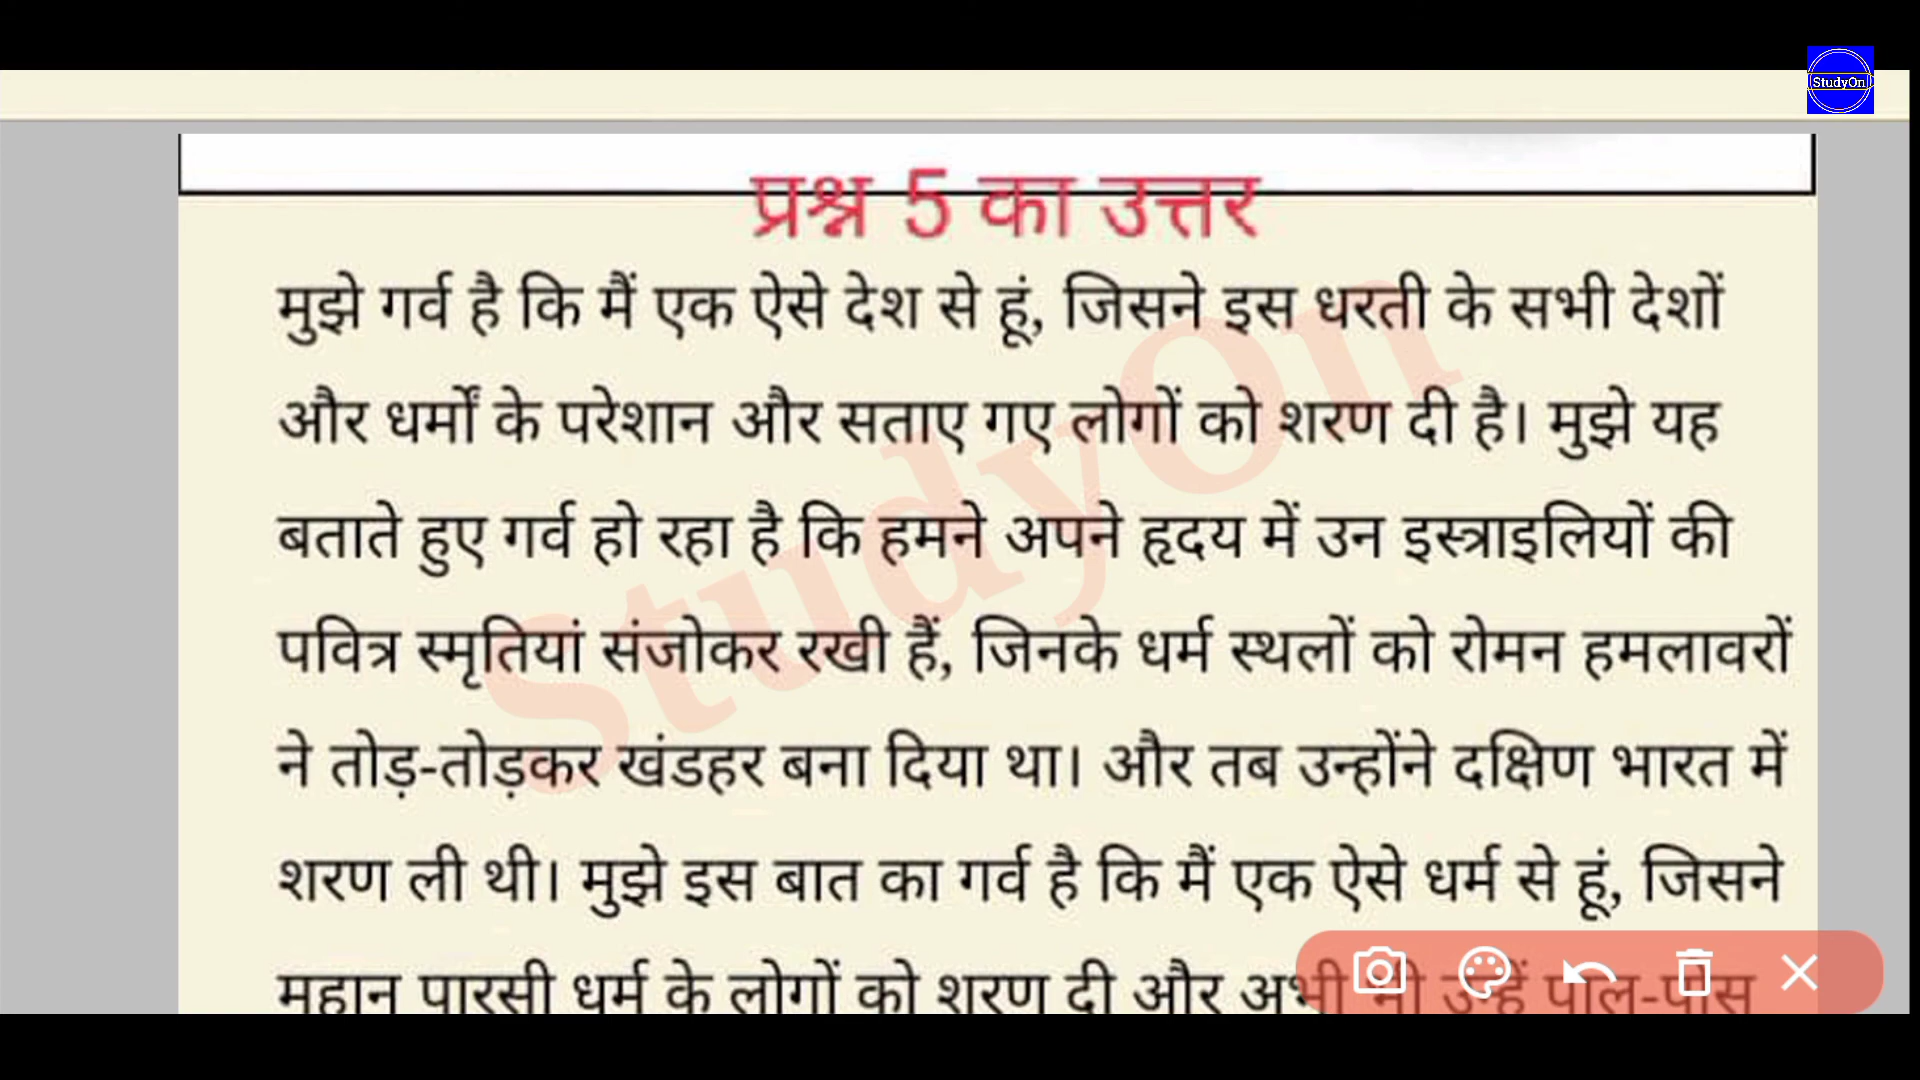 StudyOn
प्रश्न 5 का उत्तर
मुझे गर्व है कि मैं एक ऐसे देश से हूं, जिसने इस धरती के सभी देशों
और धर्मों के परेशान और सताए गए लोगों को शरण दी है। मुझे यह
बताते हुए गर्व हो रहा है कि हमने अपने हृदय में उन इस्त्राइलियों की
पवित्र स्मृतियां संजोकर रखी हैं, जिनके धर्म स्थलों को रोमन हमलावरों
ने तोड़-तोड़कर खंडहर बना दिया था। और तब उन्होंने दक्षिण भारत में
शरण ली थी। मुझे इस बात का गर्व है कि मैं एक ऐसे धर्म से हूं, जिसने
महान पारसी धर्म के लोगों को शरण दी और अभी भी उन्हें पाल-पोस
StudyOn